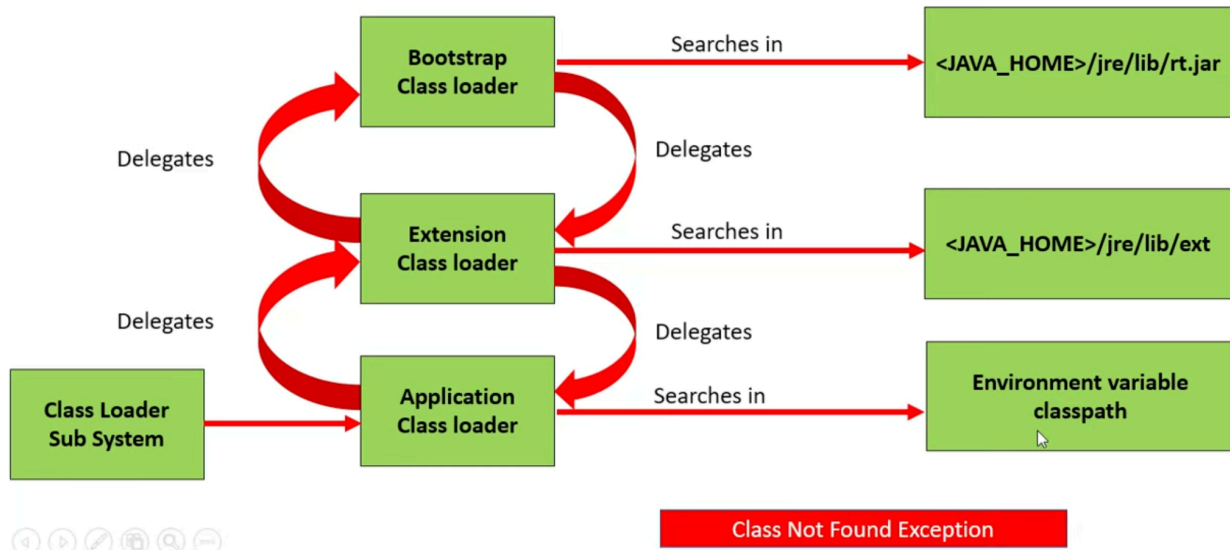 Bootstrap
Class loader
Searches in
<JAVA_HOME>/jre/lib/rt.jar
Delegates
Delegates
Extension
Class loader
Searches in
<JAVA_HOME>/jre/lib/ext
Delegates
Delegates
Class Loader
Sub System
Application
Class loader
Searches in
Environment variable
classpath
Class Not Found Exception